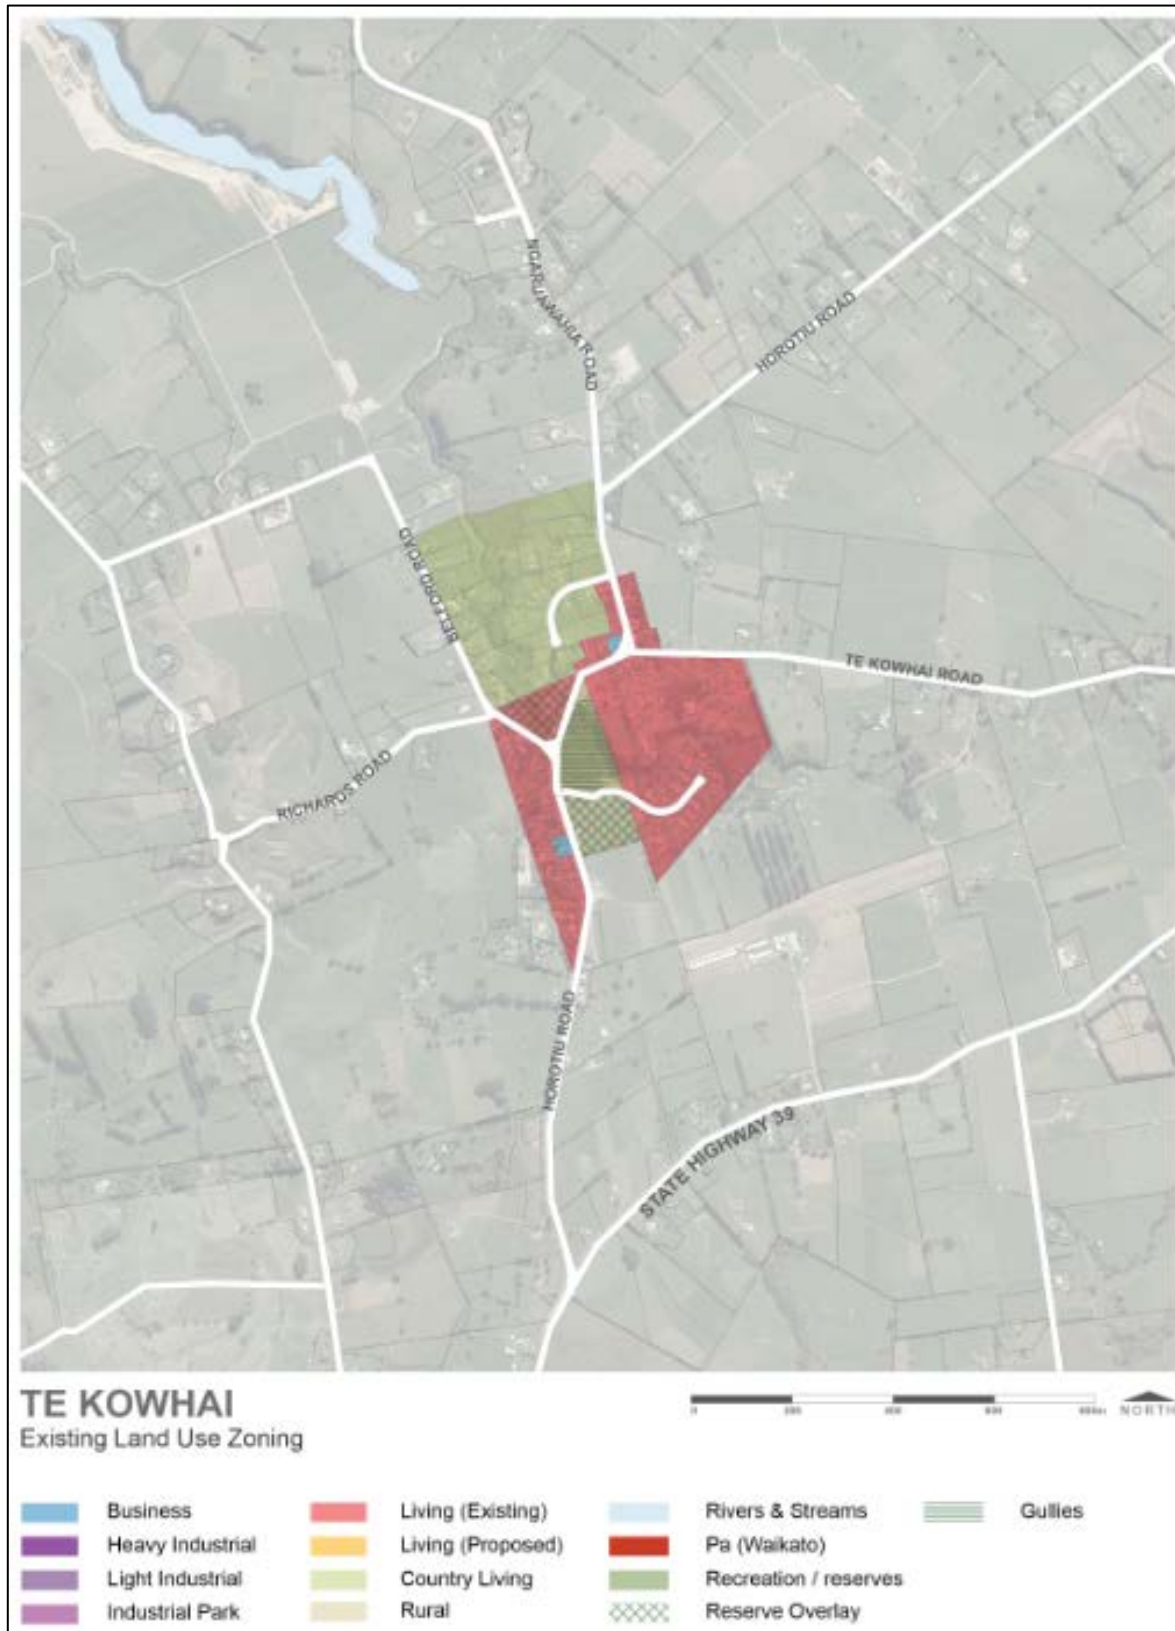 NGARUAWAHIA ROAD
HOROTIU ROAD
ROAD
TE KOWHAI ROAD
RICHARDS ROAD
HOROTIU ROAD
STATE HIGHWAY 39
TE KOWHAI
Existing Land Use Zoning
0
NORTH
Business
Living (Existing)
Rivers & Streams
Gullies
Heavy Industrial
Living (Proposed)
Pa (Waikato)
Light Industrial
Country Living
Recreation / reserves
Industrial Park
Rural
Reserve Overlay